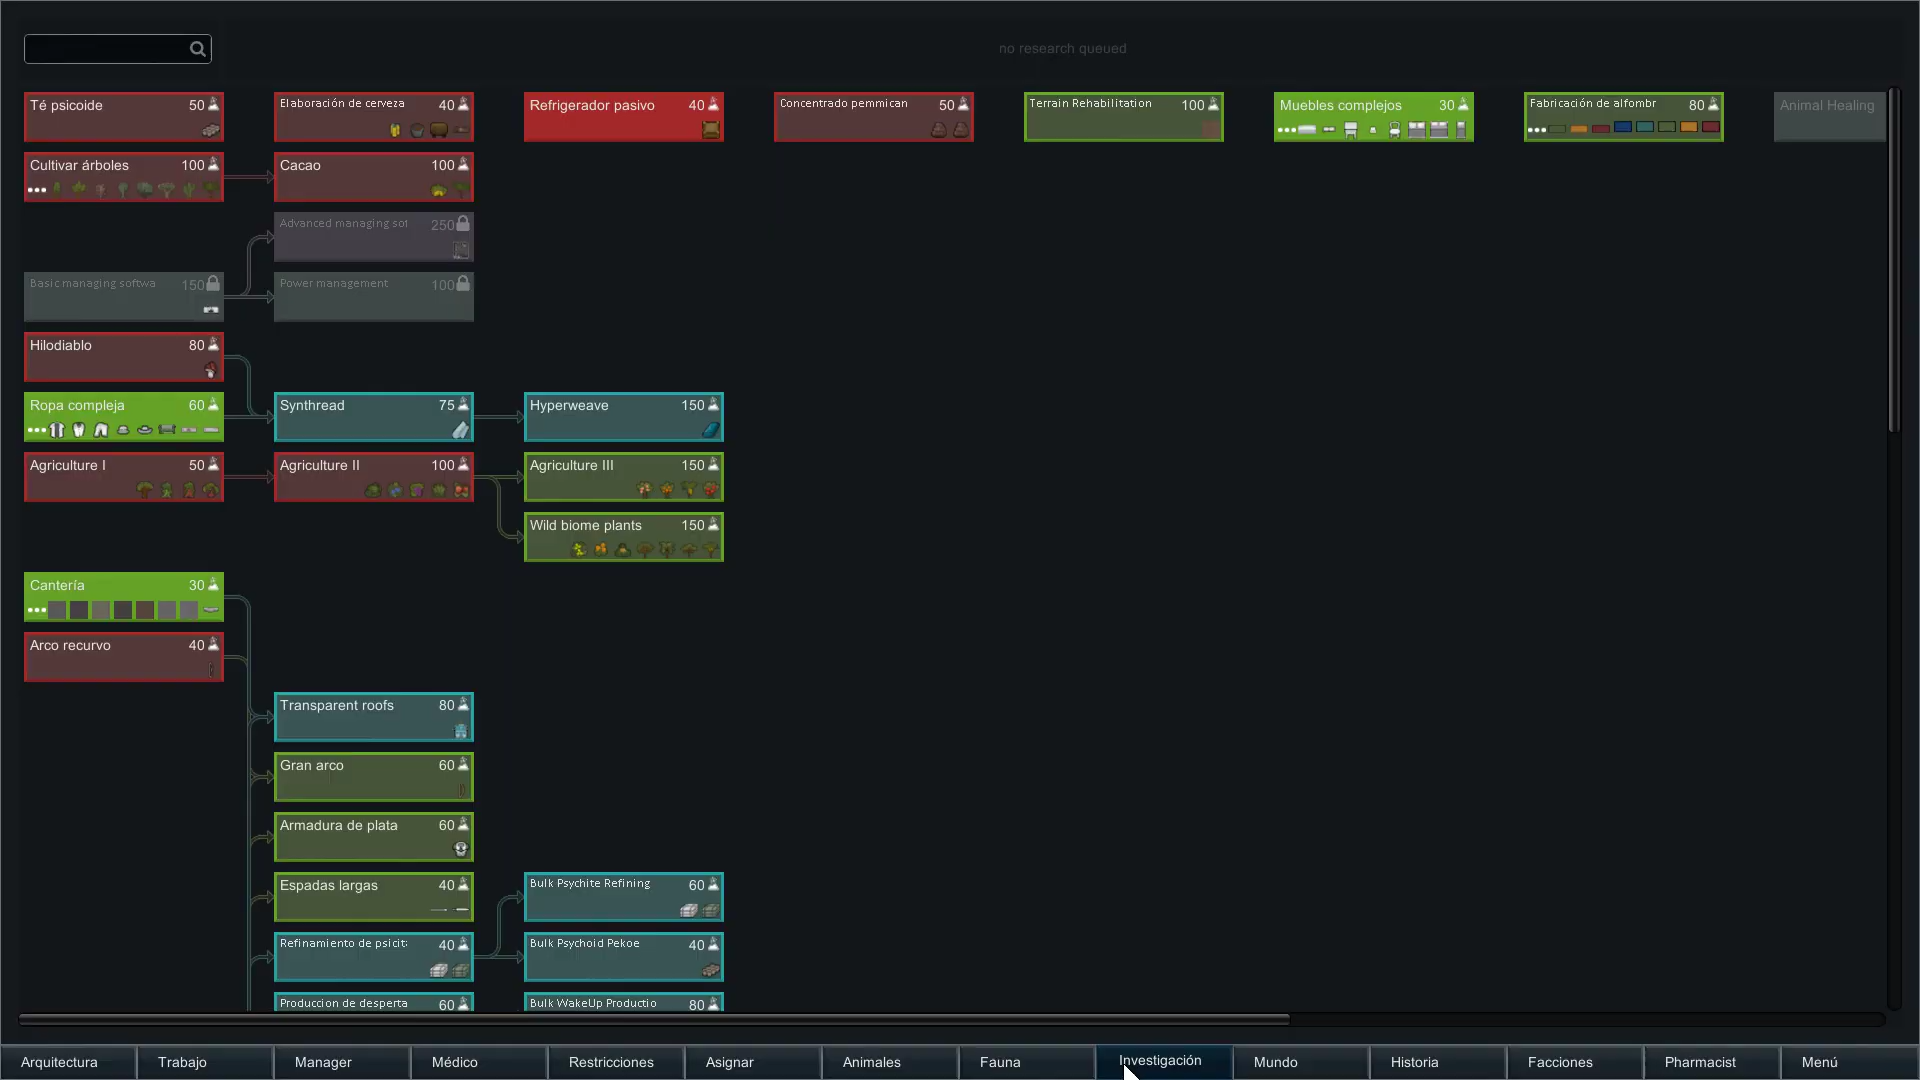 no research queued
Té psicoide 50
Elaboración de cerveza 40
Refrigerador pasivo 40
Concentrado pemmican 50
Terrain Rehabilitation 100
Muebles complejos 30
Fabricación de alfombr 80
Animal Healing
Cultivar árboles 100
Cacao 100
Advanced managing sof 250
Basic managing softwa 150
Power management 100
Hilodiablo 80
Ropa compleja 60
Synthread 75
Hyperweave 150
Agriculture I 50
Agriculture II 100
Agriculture III 150
Wild biome plants 150
Cantería 30
Arco recurvo 40
Transparent roofs 80
Gran arco 60
Armadura de plata 60
Espadas largas 40
Bulk Psychite Refining 60
Refinamiento de psicit 40
Bulk Psychoid Pekoe 40
Produccion de desperta 60
Bulk WakeUp Productio 80
Arquitectura
Trabajo
Manager
Médico
Restricciones
Asignar
Animales
Fauna
Investigación
Mundo
Historia
Facciones
Pharmacist
Menú